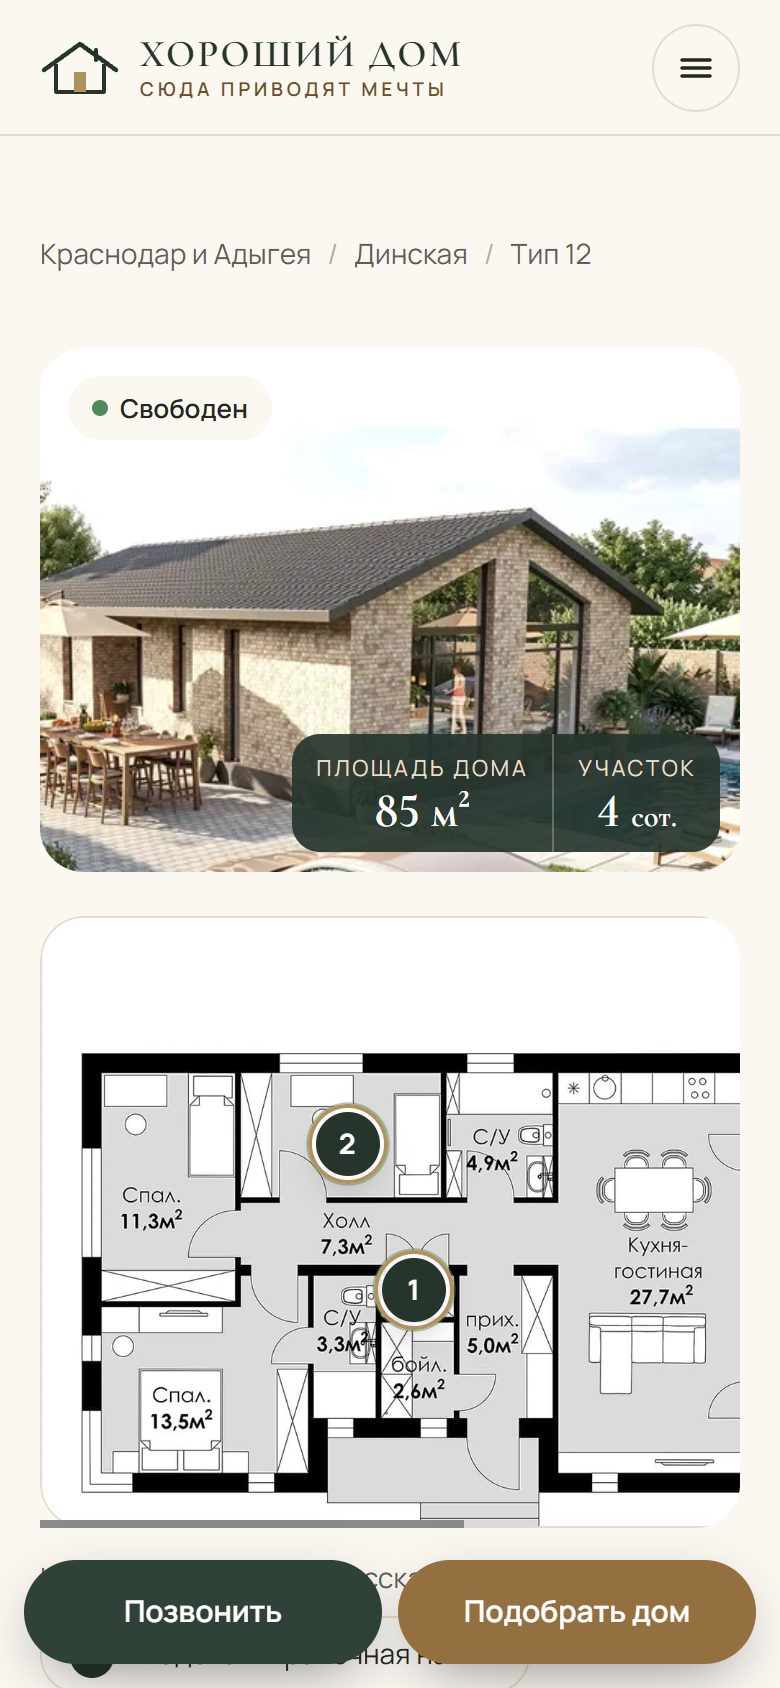 ХОРОШИЙ ДОМ
СЮДА ПРИВОДЯТ МЕЧТЫ
Краснодар и Адыгея / Динская / Тип 12
Свободен
ПЛОЩАДЬ ДОМА
85 м²
УЧАСТОК
4 сот.
2
С/У
4,9м²
Спал.
11,3м²
Холл
7,3м²
Кухня-
гостиная
27,7м²
1
С/У
3,3м²
прих.
5,0м²
бойл.
2,6м²
Спал.
13,5м²
Позвонить
Подобрать дом